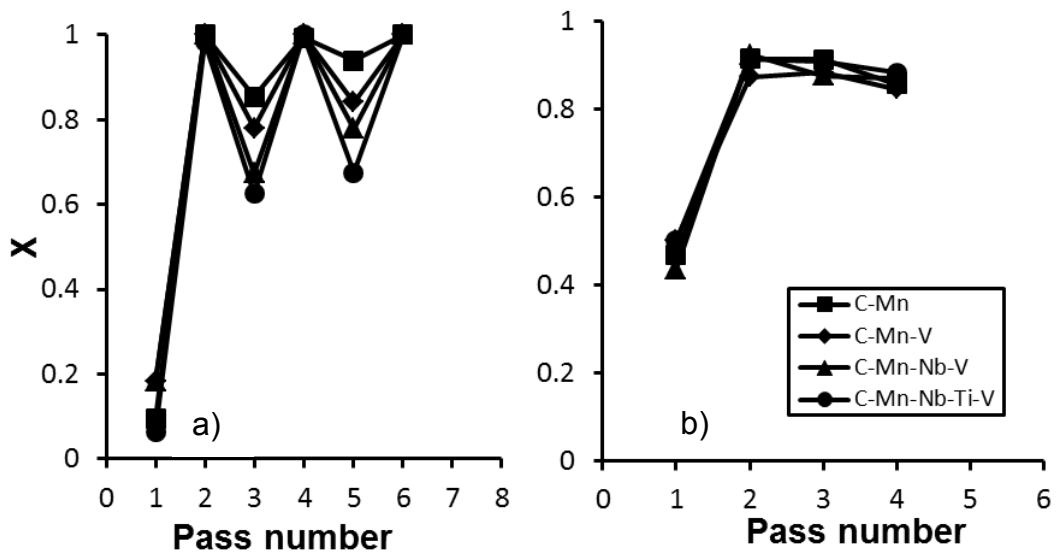 X
1
0.8
0.6
0.4
0.2
0
0 1 2 3 4 5 6 7 8
Pass number
a)
1
0.8
0.6
0.4
0.2
0
0 1 2 3 4 5 6
Pass number
b)
C-Mn
C-Mn-V
C-Mn-Nb-V
C-Mn-Nb-Ti-V